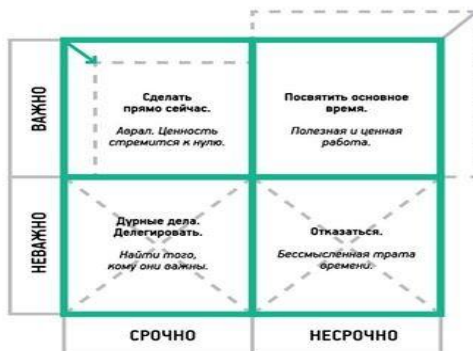 ВАЖНО
Сделать
прямо сейчас.
Аврал. Ценность
стремится к нулю.
Посвятить основное
время.
Полезная и ценная
работа.
НЕВАЖНО
Дурные дела.
Делегировать.
Найти того,
кому они важны.
Отказаться.
Бессмысленная трата
времени.
СРОЧНО
НЕСРОЧНО